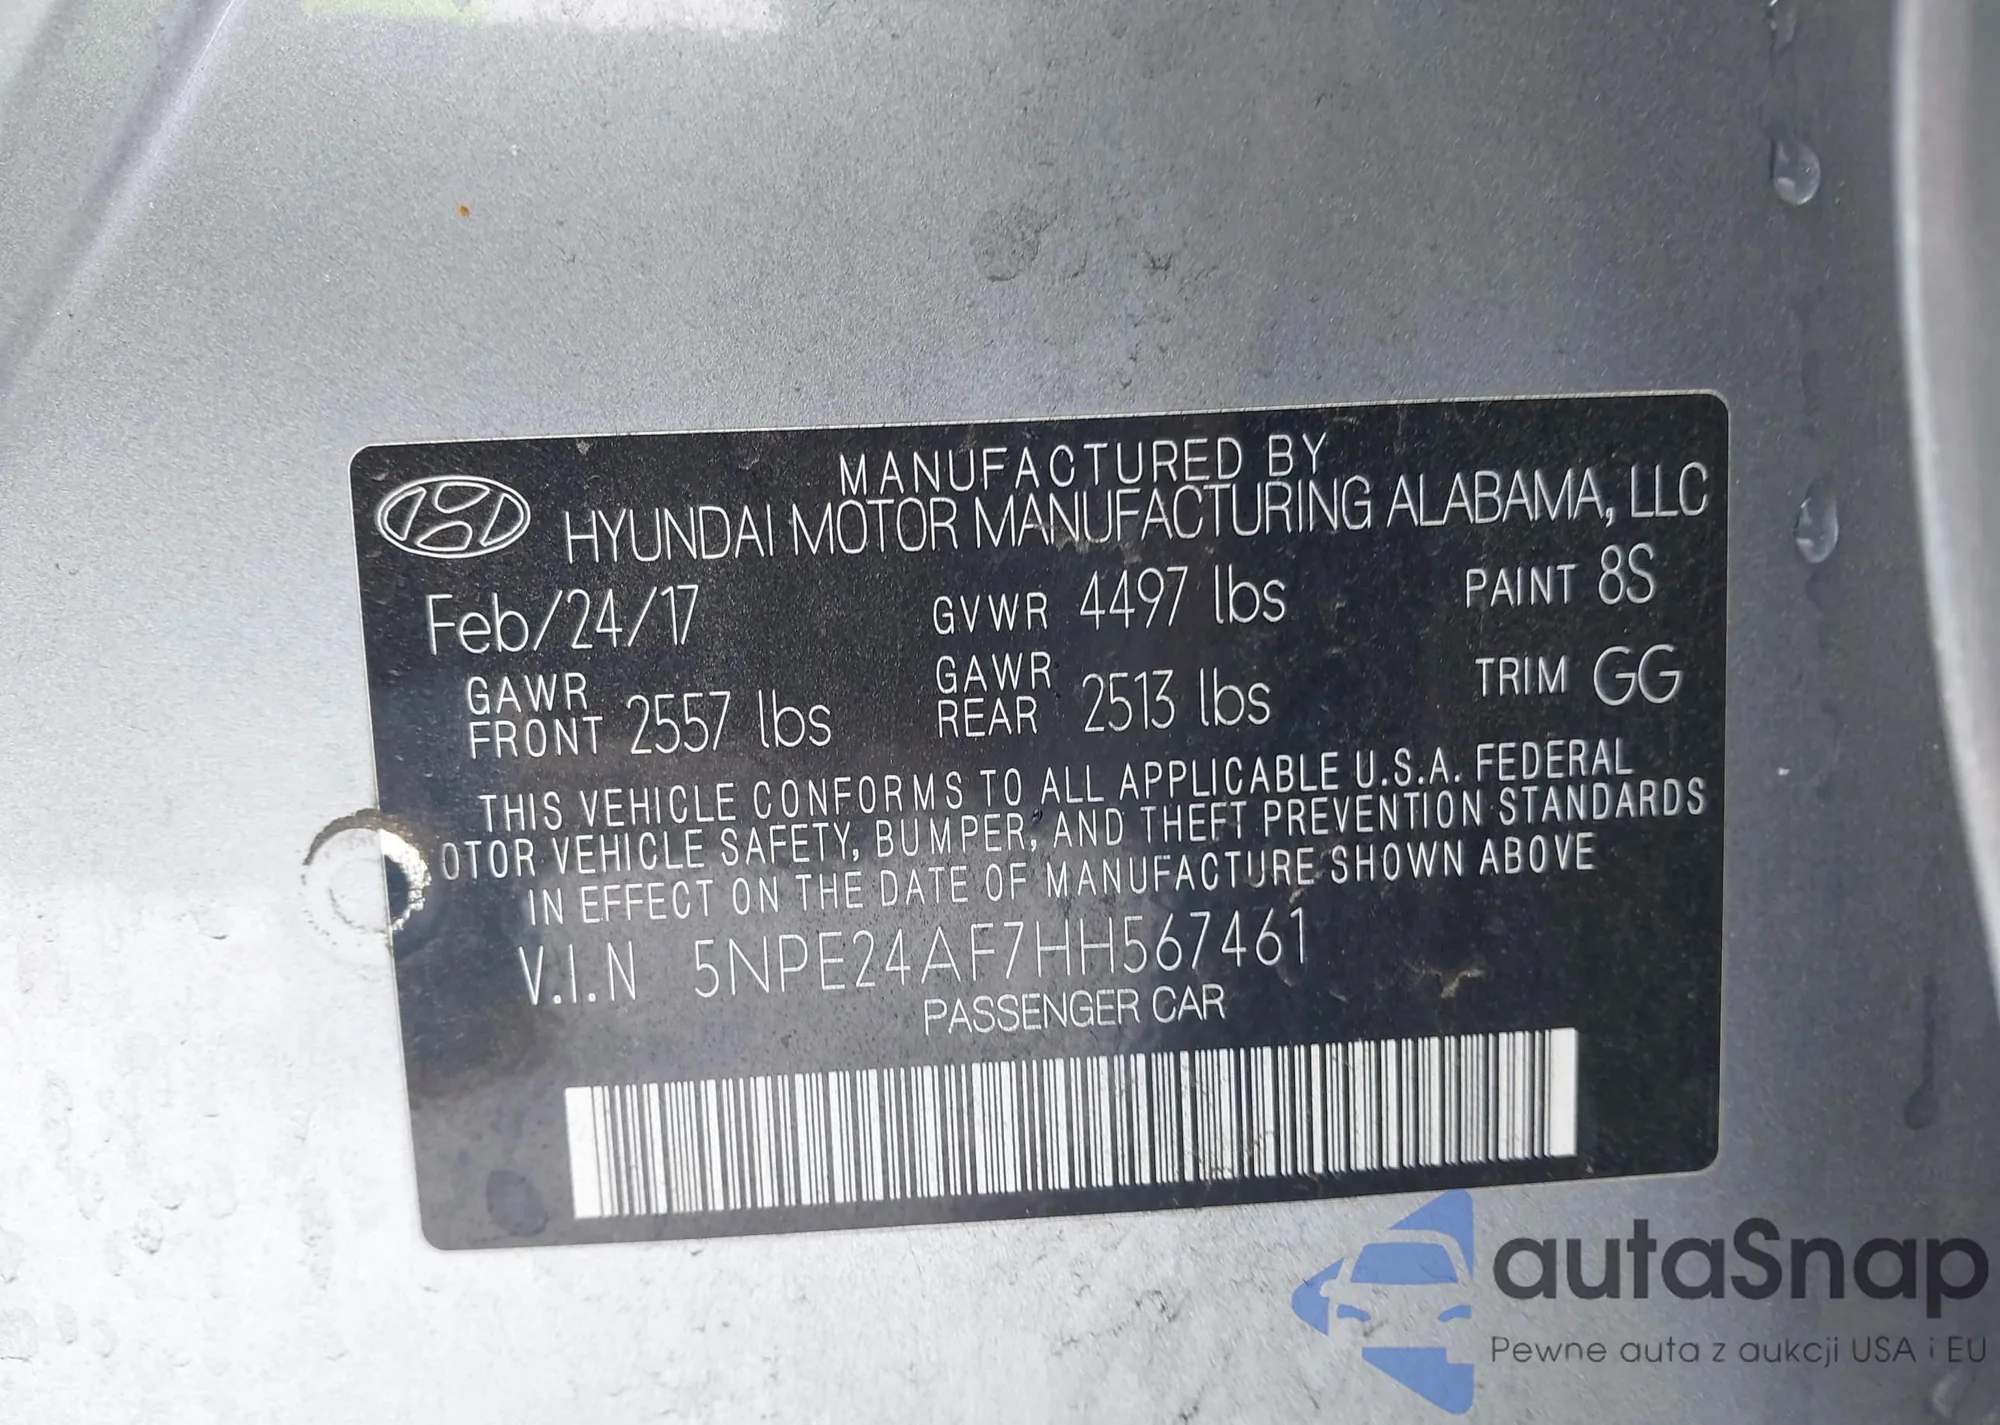 MANUFACTURED BY
HYUNDAI MOTOR MANUFACTURING ALABAMA, LLC
Feb/24/17 GVWR 4497 lbs PAINT 8S
GAWR FRONT 2557 lbs GAWR REAR 2513 lbs TRIM GG
THIS VEHICLE CONFORMS TO ALL APPLICABLE U.S.A. FEDERAL
OTOR VEHICLE SAFETY, BUMPER, AND THEFT PREVENTION STANDARDS
IN EFFECT ON THE DATE OF MANUFACTURE SHOWN ABOVE
V.I.N 5NPE24AF7HH567461
PASSENGER CAR
autaSnap
Pewne auta z aukcji USA i EU